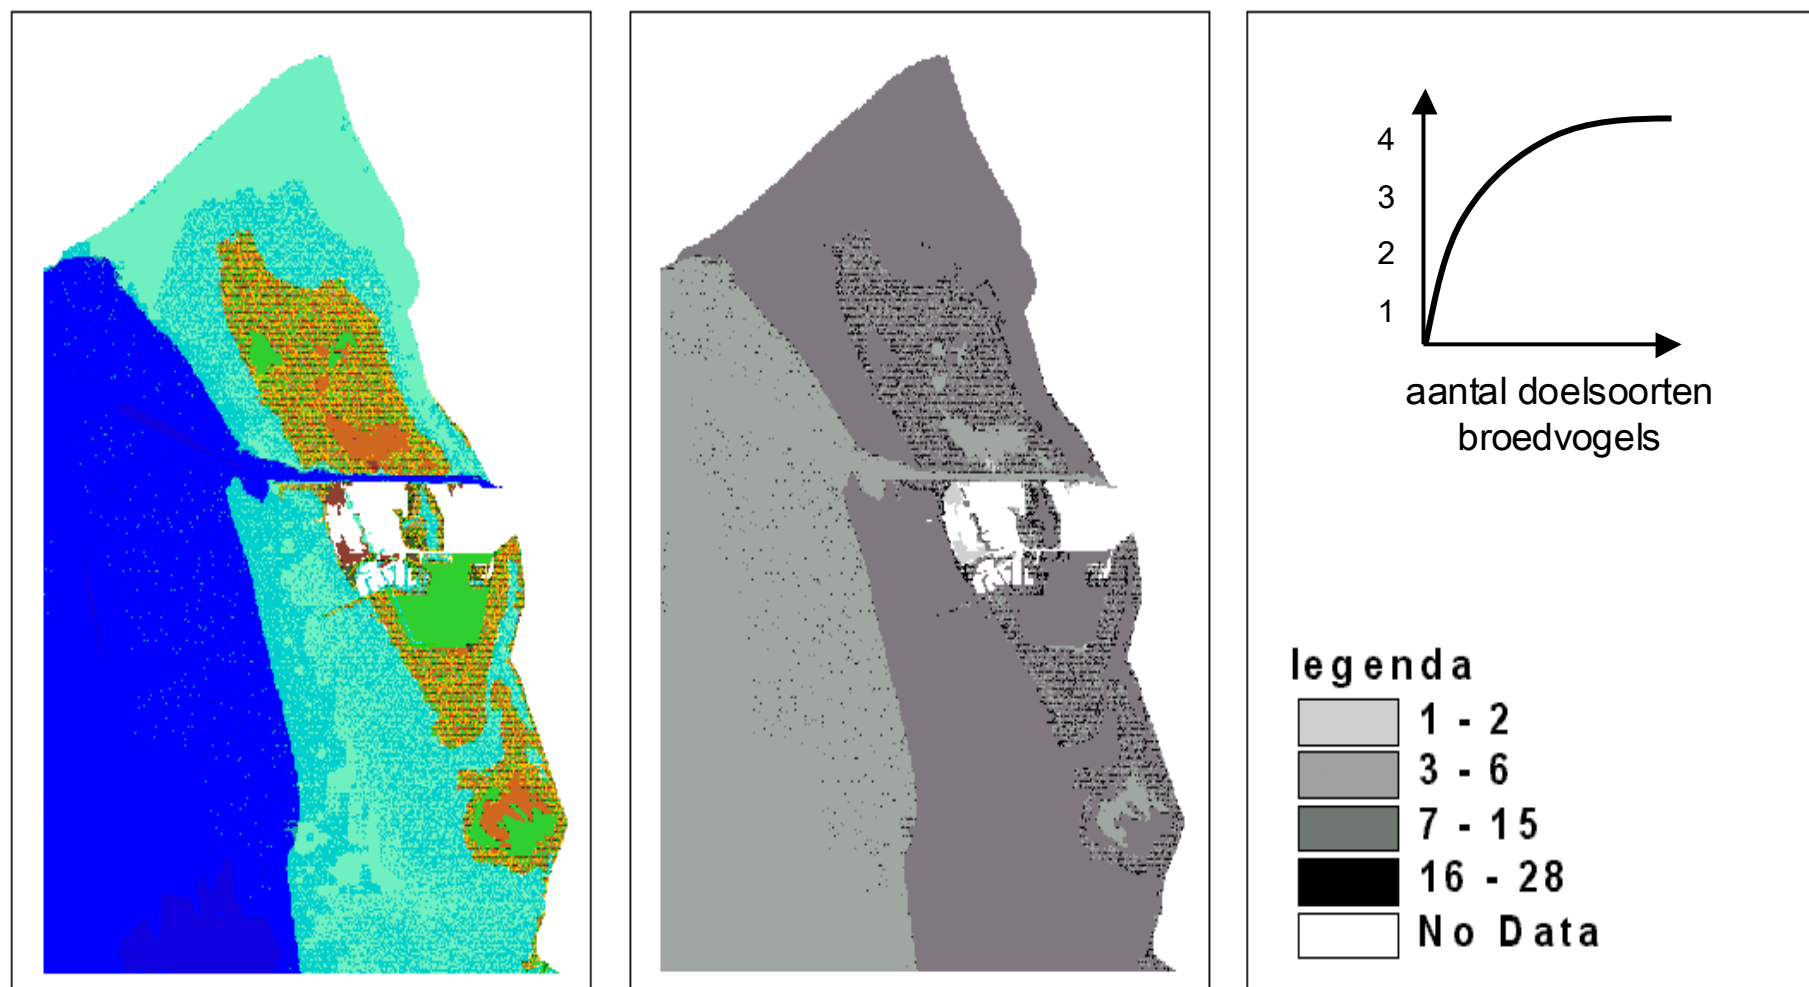 4
3
2
1
aantal doelsoorten
broedvogels
legenda
1 - 2
3 - 6
7 - 15
16 - 28
No Data